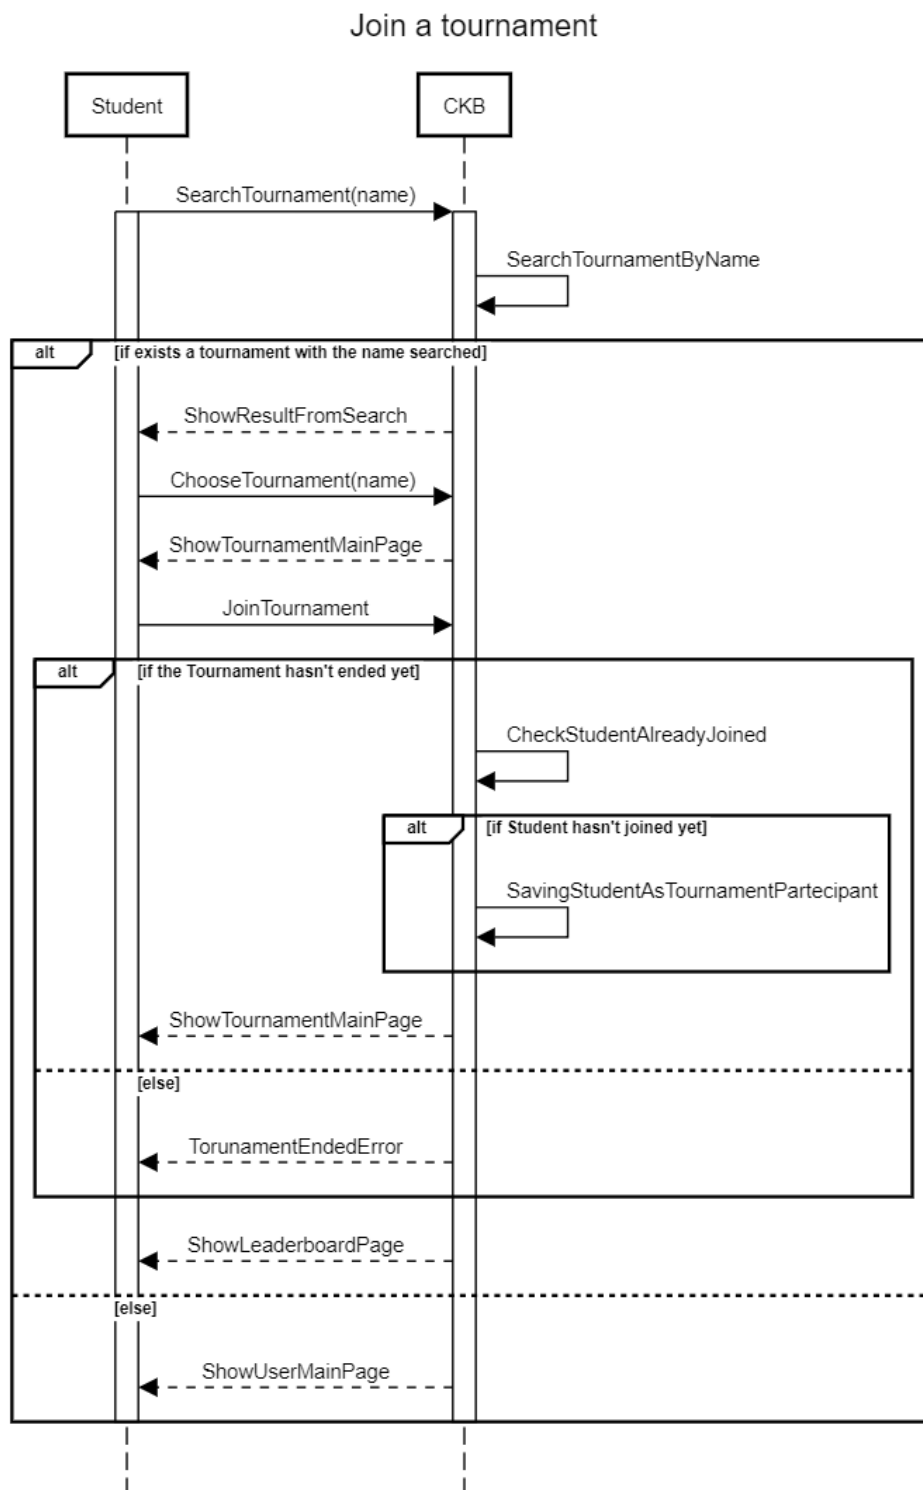 Join a tournament
Student
CKB
SearchTournament(name)
SearchTournamentByName
alt
[if exists a tournament with the name searched]
ShowResultFromSearch
ChooseTournament(name)
ShowTournamentMainPage
JoinTournament
alt
[if the Tournament hasn't ended yet]
CheckStudentAlreadyJoined
alt
[if Student hasn't joined yet]
SavingStudentAsTournamentPartecipant
ShowTournamentMainPage
[else]
TorunamentEndedError
ShowLeaderboardPage
[else]
ShowUserMainPage